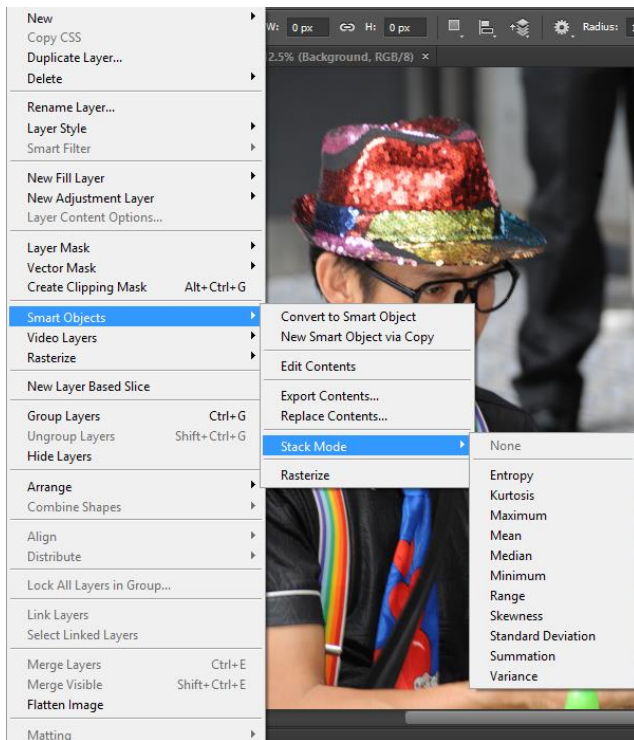 New
Copy CSS
Duplicate Layer...
Delete
Rename Layer...
Layer Style
Smart Filter
New Fill Layer
New Adjustment Layer
Layer Content Options...
Layer Mask
Vector Mask
Create Clipping Mask Alt+Ctrl+G
Smart Objects
Video Layers
Rasterize
New Layer Based Slice
Group Layers Ctrl+G
Ungroup Layers Shift+Ctrl+G
Hide Layers
Arrange
Combine Shapes
Align
Distribute
Lock All Layers in Group...
Link Layers
Select Linked Layers
Merge Layers Ctrl+E
Merge Visible Shift+Ctrl+E
Flatten Image
Matting
W: 0 px H: 0 px Radius:
2.5% (Background, RGB/8) ×
Convert to Smart Object
New Smart Object via Copy
Edit Contents
Export Contents...
Replace Contents...
Stack Mode
Rasterize
None
Entropy
Kurtosis
Maximum
Mean
Median
Minimum
Range
Skewness
Standard Deviation
Summation
Variance